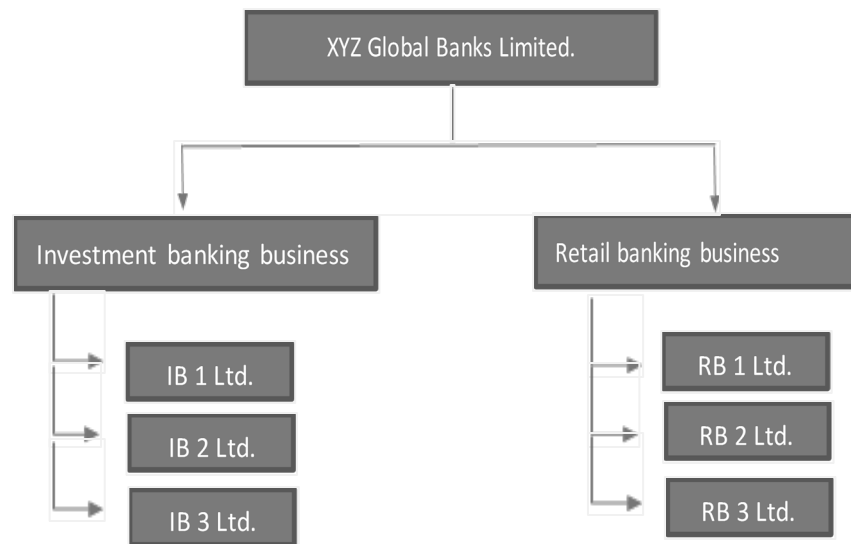 XYZ Global Banks Limited.
Investment banking business
Retail banking business
IB 1 Ltd.
IB 2 Ltd.
IB 3 Ltd.
RB 1 Ltd.
RB 2 Ltd.
RB 3 Ltd.